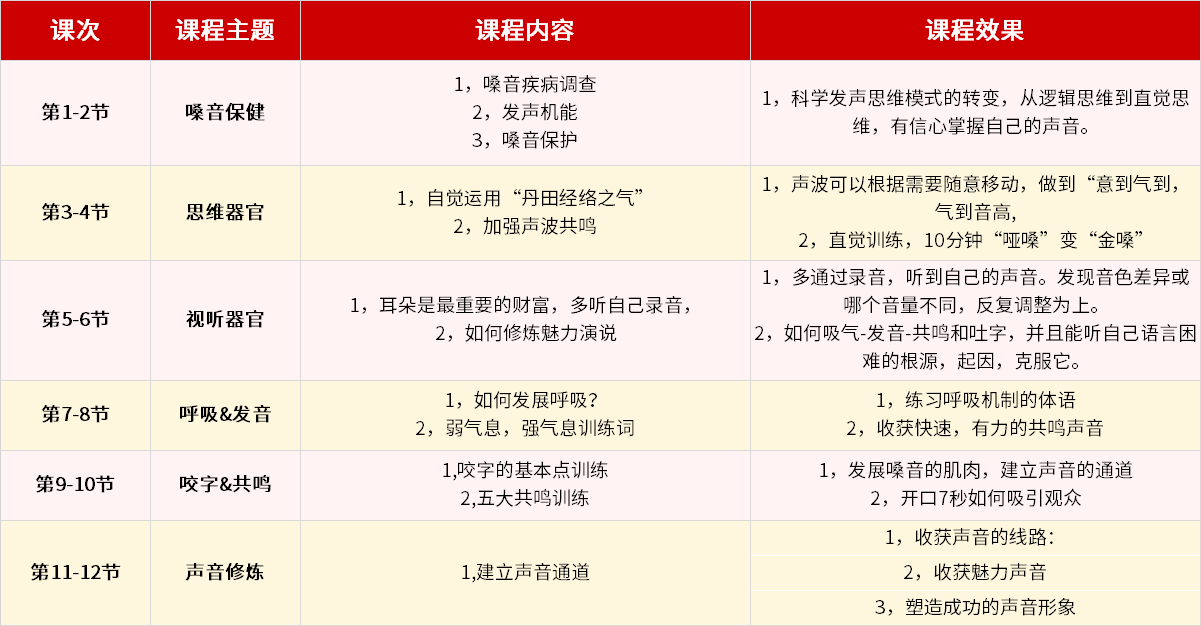 课次 课程主题 课程内容 课程效果
第1-2节 嗓音保健
1，嗓音疾病调查
2，发声机能
3，嗓音保护
1，科学发声思维模式的转变，从逻辑思维到直觉思
维，有信心掌握自己的声音。
第3-4节 思维器官
1，自觉运用“丹田经络之气”
2，加强声波共鸣
1，声波可以根据需要随意移动，做到“意到气到，
气到音高,
2，直觉训练，10分钟“哑嗓”变“金嗓”
第5-6节 视听器官
1，耳朵是最重要的财富，多听自己录音，
2，如何修炼魅力演说
1，多通过录音，听到自己的声音。发现音色差异或
哪个音量不同，反复调整为上。
2，如何吸气-发音-共鸣和吐字，并且能听自己语言困
难的根源，起因，克服它。
第7-8节 呼吸&发音
1，如何发展呼吸？
2，弱气息，强气息训练词
1，练习呼吸机制的体语
2，收获快速，有力的共鸣声音
第9-10节 咬字&共鸣
1,咬字的基本点训练
2,五大共鸣训练
1，发展嗓音的肌肉，建立声音的通道
2，开口7秒如何吸引观众
第11-12节 声音修炼
1,建立声音通道
1，收获声音的线路：
2，收获魅力声音
3，塑造成功的声音形象